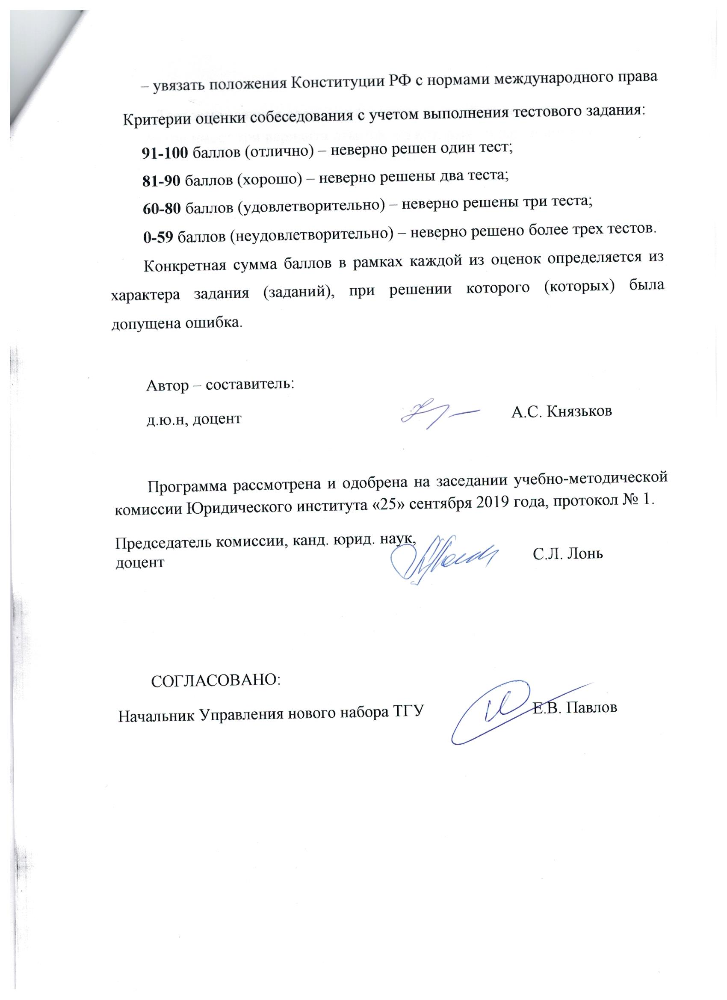 – увязать положения Конституции РФ с нормами международного права
Критерии оценки собеседования с учетом выполнения тестового задания:
91-100 баллов (отлично) – неверно решен один тест;
81-90 баллов (хорошо) – неверно решены два теста;
60-80 баллов (удовлетворительно) – неверно решены три теста;
0-59 баллов (неудовлетворительно) – неверно решено более трех тестов.
Конкретная сумма баллов в рамках каждой из оценок определяется из
характера задания (заданий), при решении которого (которых) была
допущена ошибка.
Автор – составитель:
д.ю.н, доцент А.С. Князьков
Программа рассмотрена и одобрена на заседании учебно-методической
комиссии Юридического института «25» сентября 2019 года, протокол № 1.
Председатель комиссии, канд. юрид. наук,
доцент С.Л. Лонь
СОГЛАСОВАНО:
Начальник Управления нового набора ТГУ Е.В. Павлов